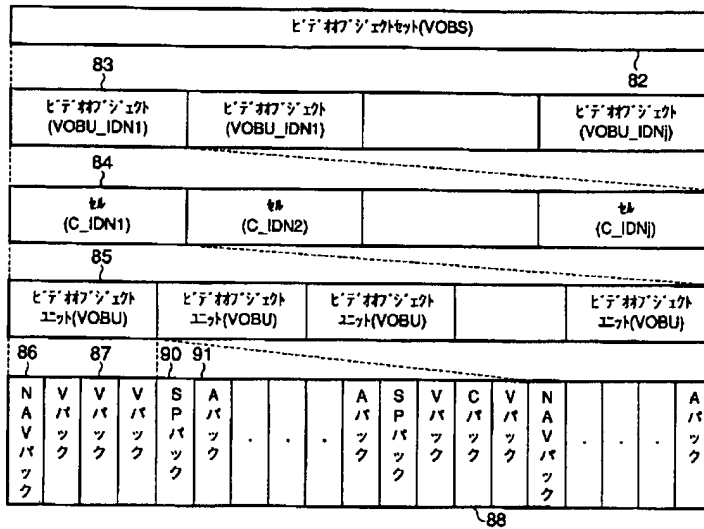 ビデオオブジェクトセット(VOBS)
83 82
ビデオオブジェクト ビデオオブジェクト ビデオオブジェクト
(VOBU_IDN1) (VOBU_IDN1) (VOBU_IDNj)
84
セル セル セル
(C_IDN1) (C_IDN2) (C_IDNj)
85
ビデオオブジェクト ビデオオブジェクト ビデオオブジェクト ビデオオブジェクト
ユニット(VOBU) ユニット(VOBU) ユニット(VOBU) ユニット(VOBU)
86 87 90 91
NAVパック
Vパック
Vパック
Vパック
SPパック
Aパック
・
・
・
Aパック
SPパック
Vパック
Cパック
Vパック
NAVパック
・
・
・
Aパック
88